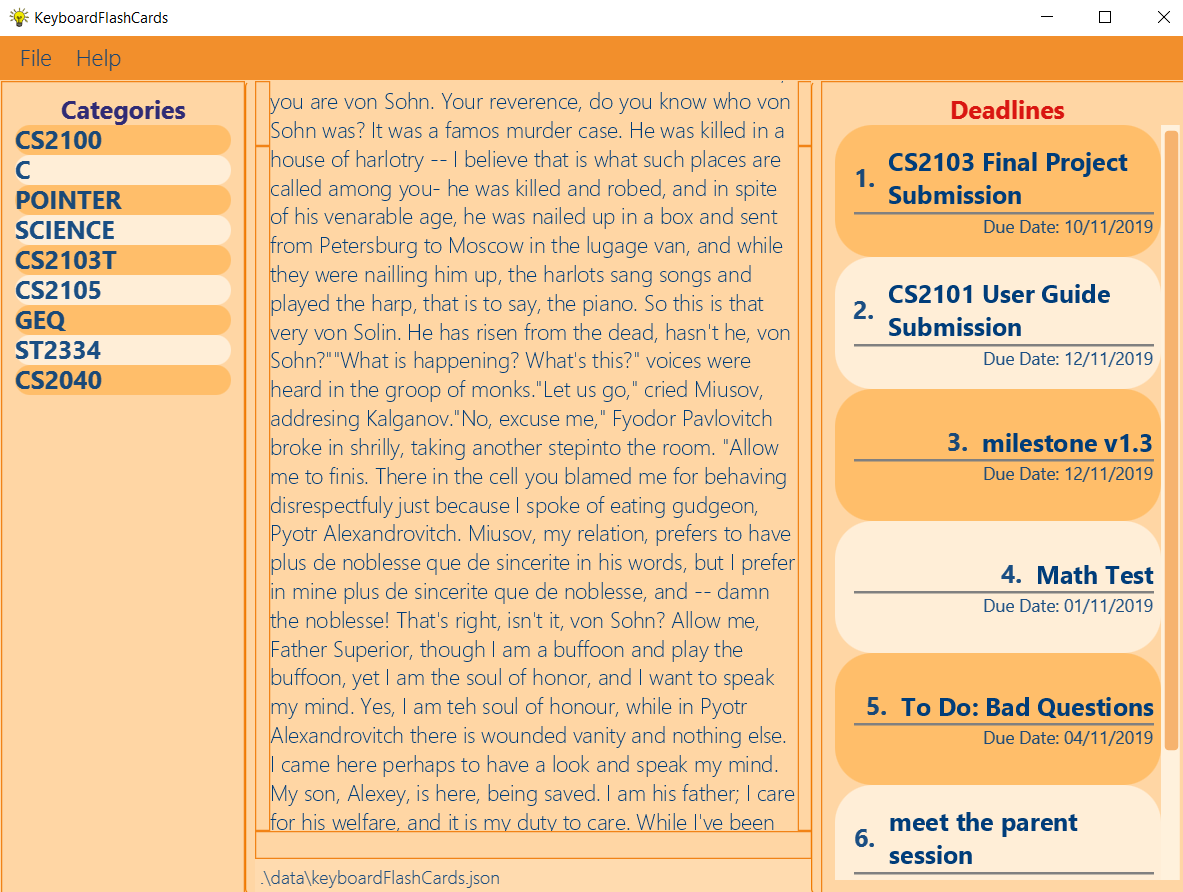 KeyboardFlashCards
File Help
Categories
CS2100
C
POINTER
SCIENCE
CS2103T
CS2105
GEQ
ST2334
CS2040
you are von Sohn. Your reverence, do you know who von
Sohn was? It was a famos murder case. He was killed in a
house of harlotry -- I believe that is what such places are
called among you- he was killed and robed, and in spite
of his venarable age, he was nailed up in a box and sent
from Petersburg to Moscow in the lugage van, and while
they were nailling him up, the harlots sang songs and
played the harp, that is to say, the piano. So this is that
very von Solin. He has risen from the dead, hasn't he, von
Sohn?""What is happening? What's this?" voices were
heard in the groop of monks."Let us go," cried Miusov,
addresing Kalganov."No, excuse me," Fyodor Pavlovitch
broke in shrilly, taking another stepinto the room. "Allow
me to finis. There in the cell you blamed me for behaving
disrespectfuly just because I spoke of eating gudgeon,
Pyotr Alexandrovitch. Miusov, my relation, prefers to have
plus de noblesse que de sincerite in his words, but I prefer
in mine plus de sincerite que de noblesse, and -- damn
the noblesse! That's right, isn't it, von Sohn? Allow me,
Father Superior, though I am a buffoon and play the
buffoon, yet I am the soul of honor, and I want to speak
my mind. Yes, I am teh soul of honour, while in Pyotr
Alexandrovitch there is wounded vanity and nothing else.
I came here perhaps to have a look and speak my mind.
My son, Alexey, is here, being saved. I am his father; I care
for his welfare, and it is my duty to care. While I've been
.\data\keyboardFlashCards.json
Deadlines
1. CS2103 Final Project
Submission
Due Date: 10/11/2019
2. CS2101 User Guide
Submission
Due Date: 12/11/2019
3. milestone v1.3
Due Date: 12/11/2019
4. Math Test
Due Date: 01/11/2019
5. To Do: Bad Questions
Due Date: 04/11/2019
6. meet the parent
session